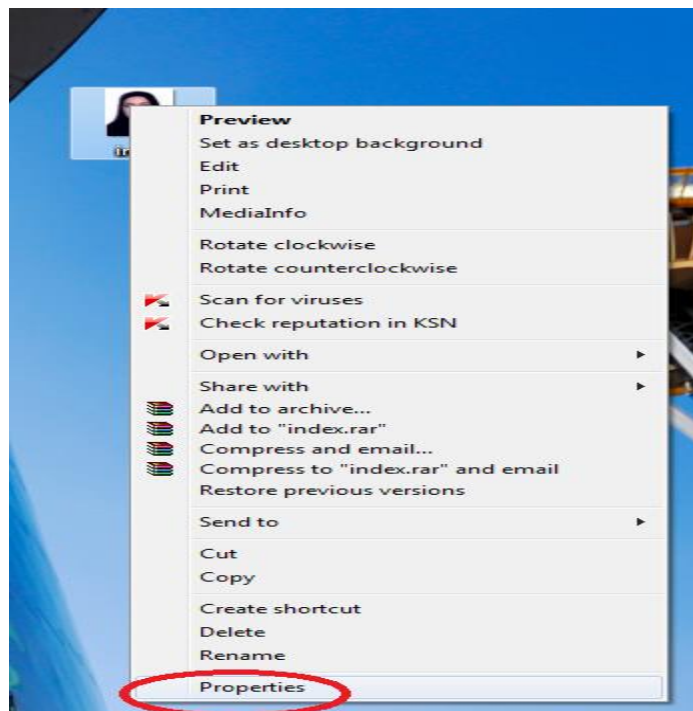 Preview
Set as desktop background
Edit
Print
MediaInfo
Rotate clockwise
Rotate counterclockwise
Scan for viruses
Check reputation in KSN
Open with
Share with
Add to archive...
Add to "index.rar"
Compress and email...
Compress to "index.rar" and email
Restore previous versions
Send to
Cut
Copy
Create shortcut
Delete
Rename
Properties